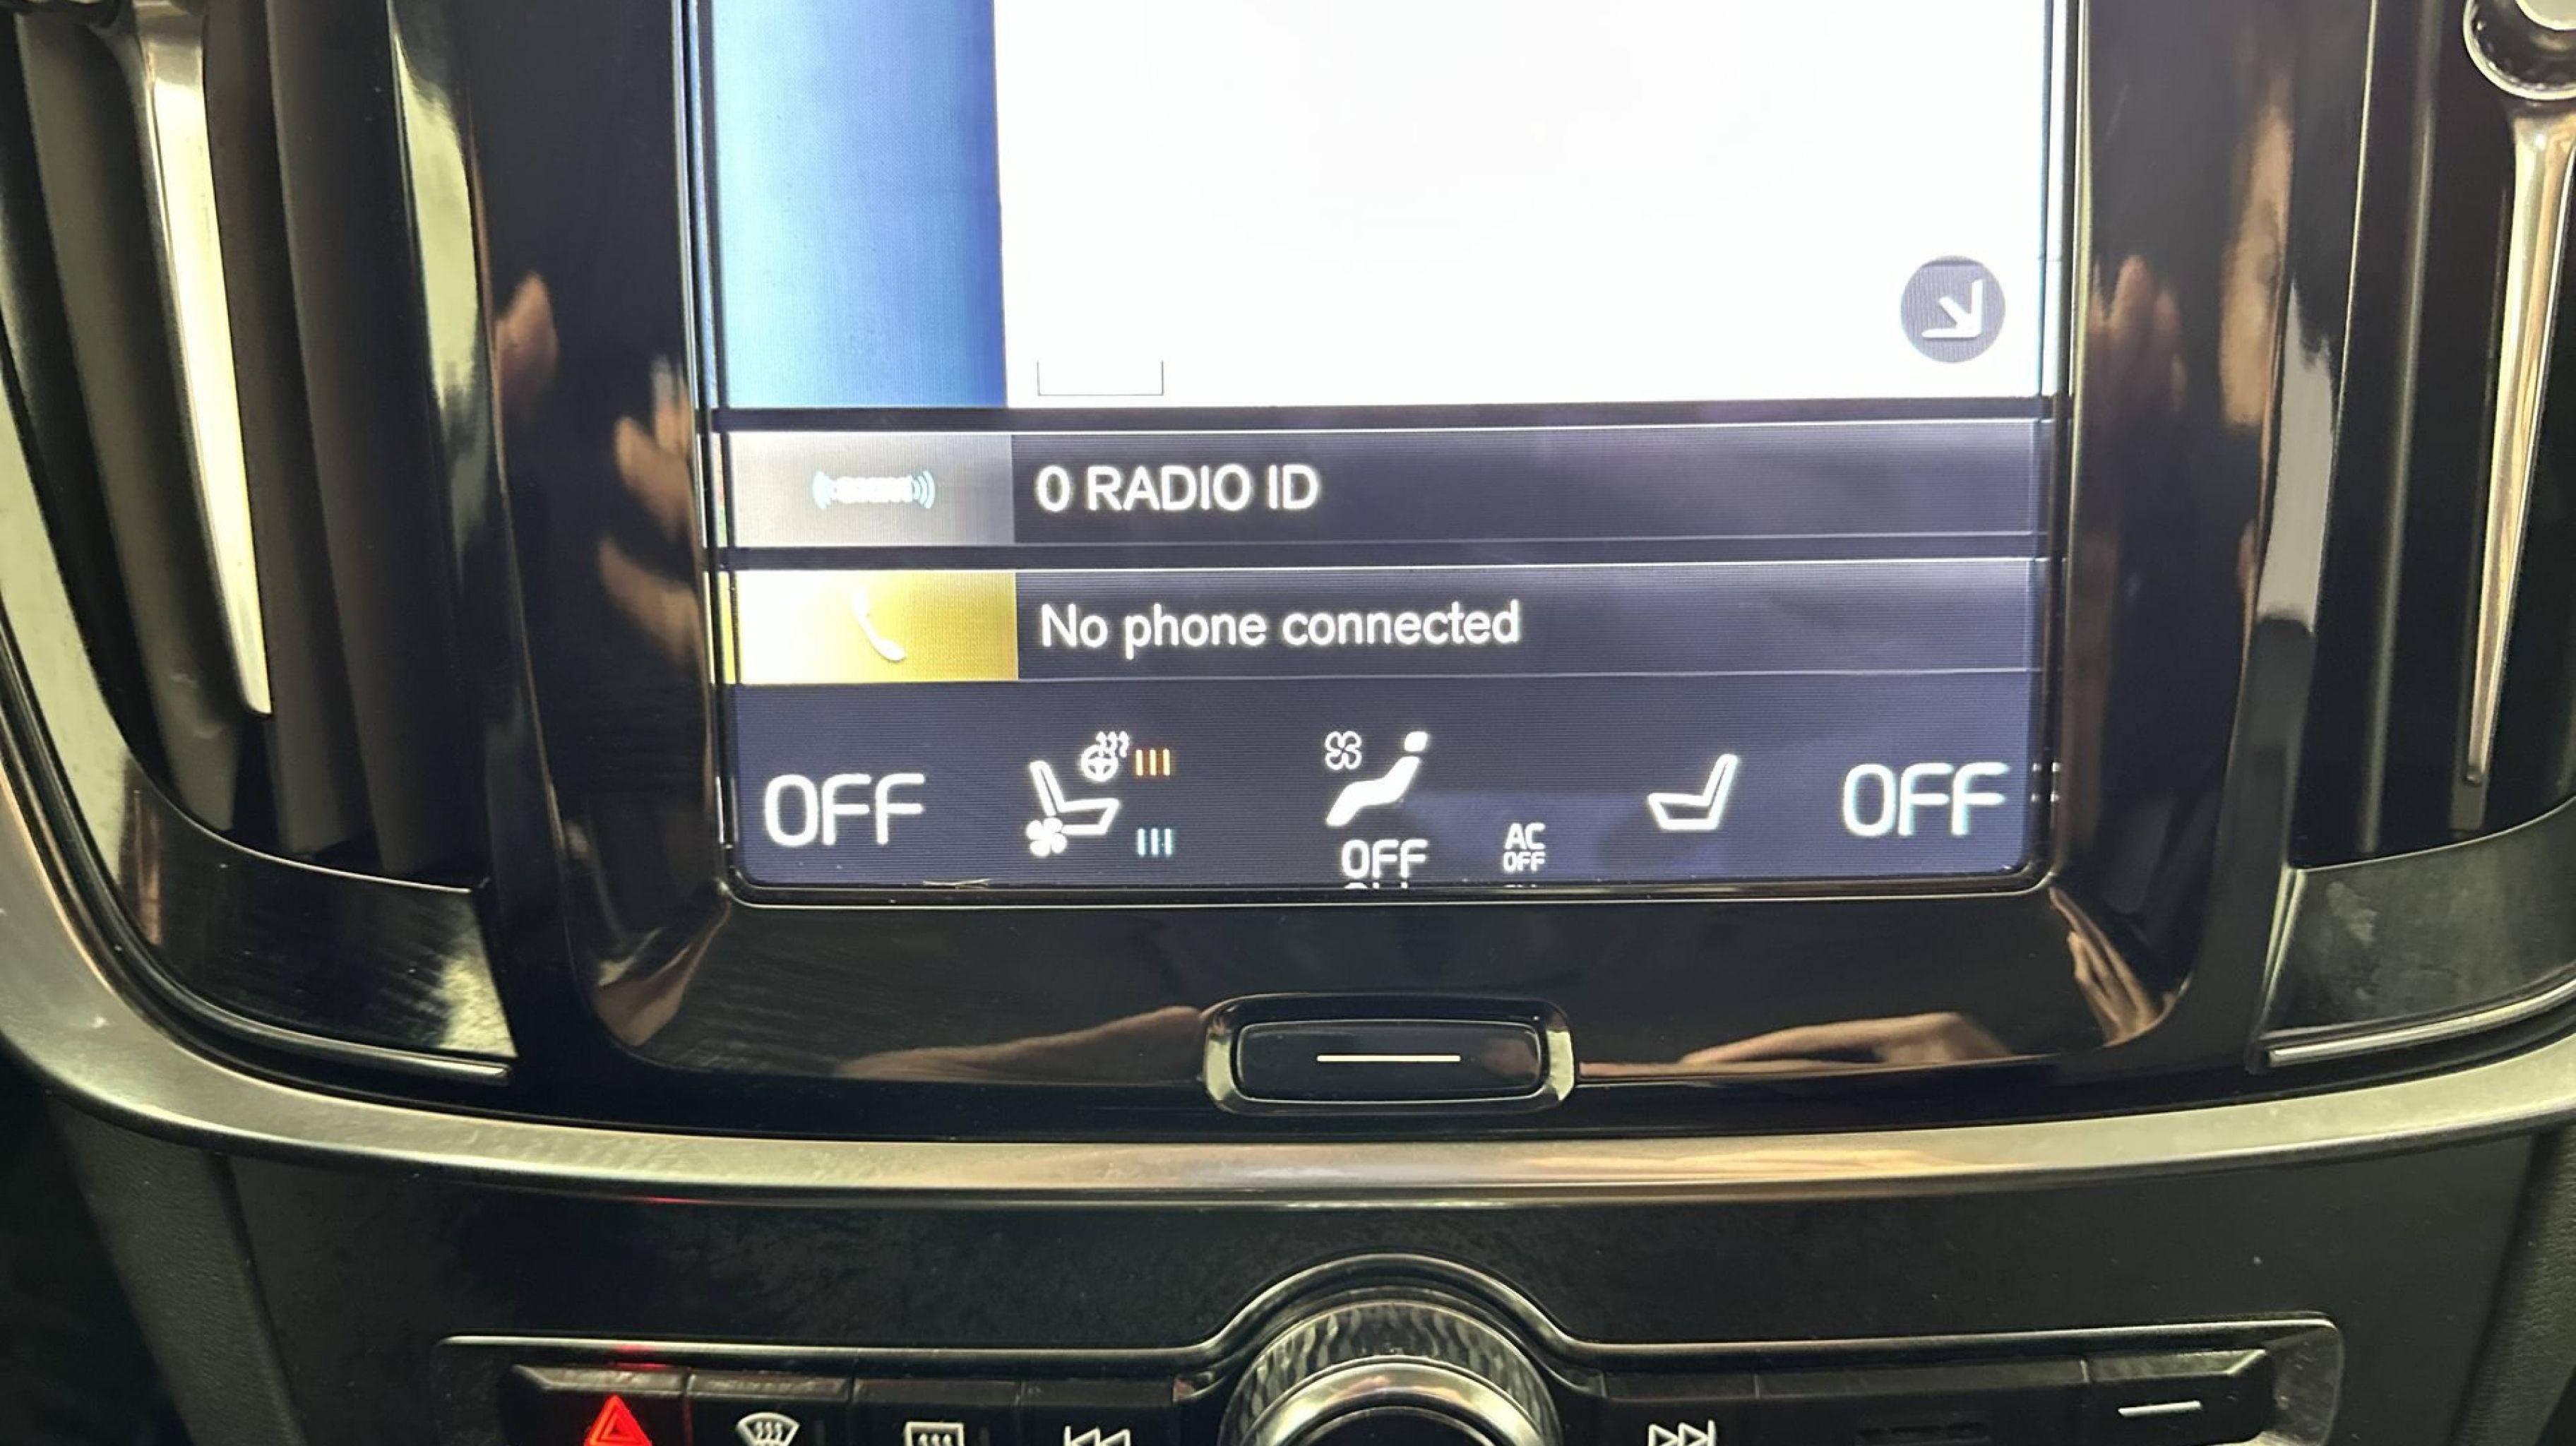 0 RADIO ID
No phone connected
OFF
OFF
AC
OFF
OFF